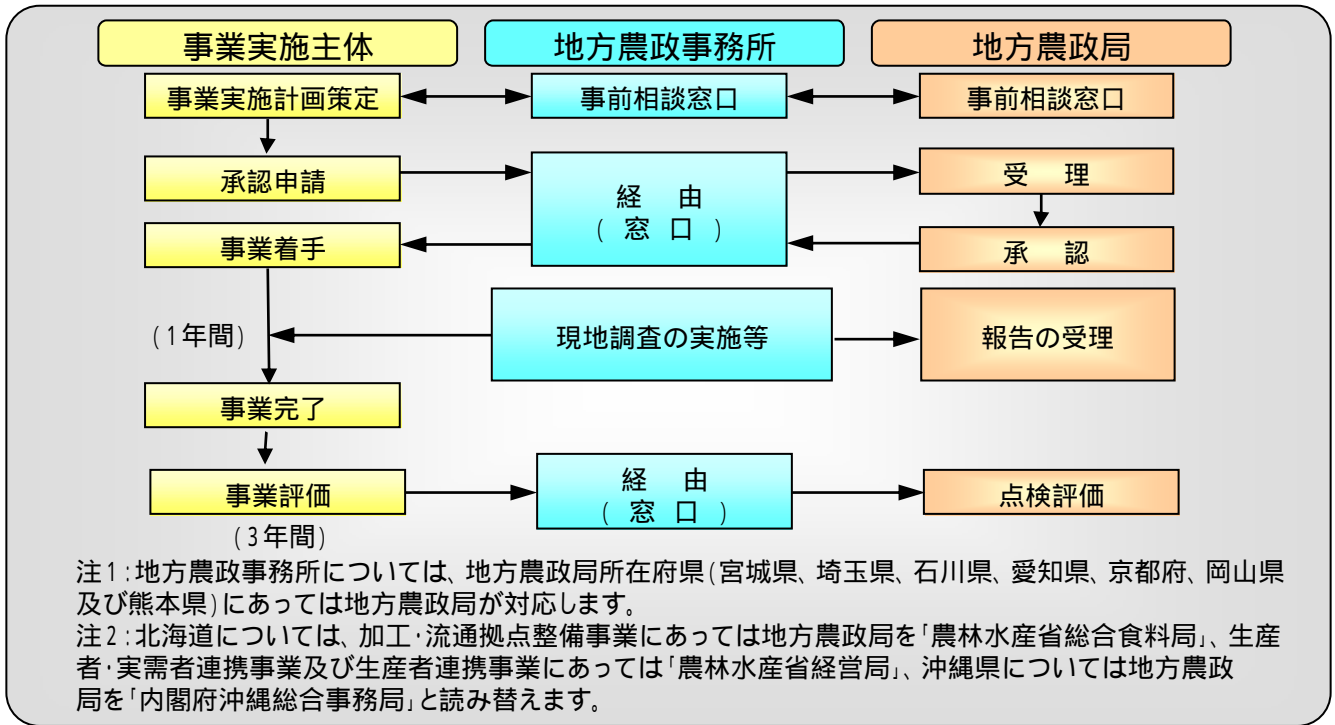 事業実施主体 地方農政事務所 地方農政局
事業実施計画策定 事前相談窓口 事前相談窓口
承認申請 経 由 受 理
(窓 口)
事業着手 承 認
(1年間) 現地調査の実施等 報告の受理
事業完了
事業評価 経 由 点検評価
(窓 口)
(3年間)
注1:地方農政事務所については、地方農政局所在府県(宮城県、埼玉県、石川県、愛知県、京都府、岡山県
及び熊本県)にあっては地方農政局が対応します。
注2:北海道については、加工・流通拠点整備事業にあっては地方農政局を「農林水産省総合食料局」、生産
者・実需者連携事業及び生産者連携事業にあっては「農林水産省経営局」、沖縄県については地方農政
局を「内閣府沖縄総合事務局」と読み替えます。